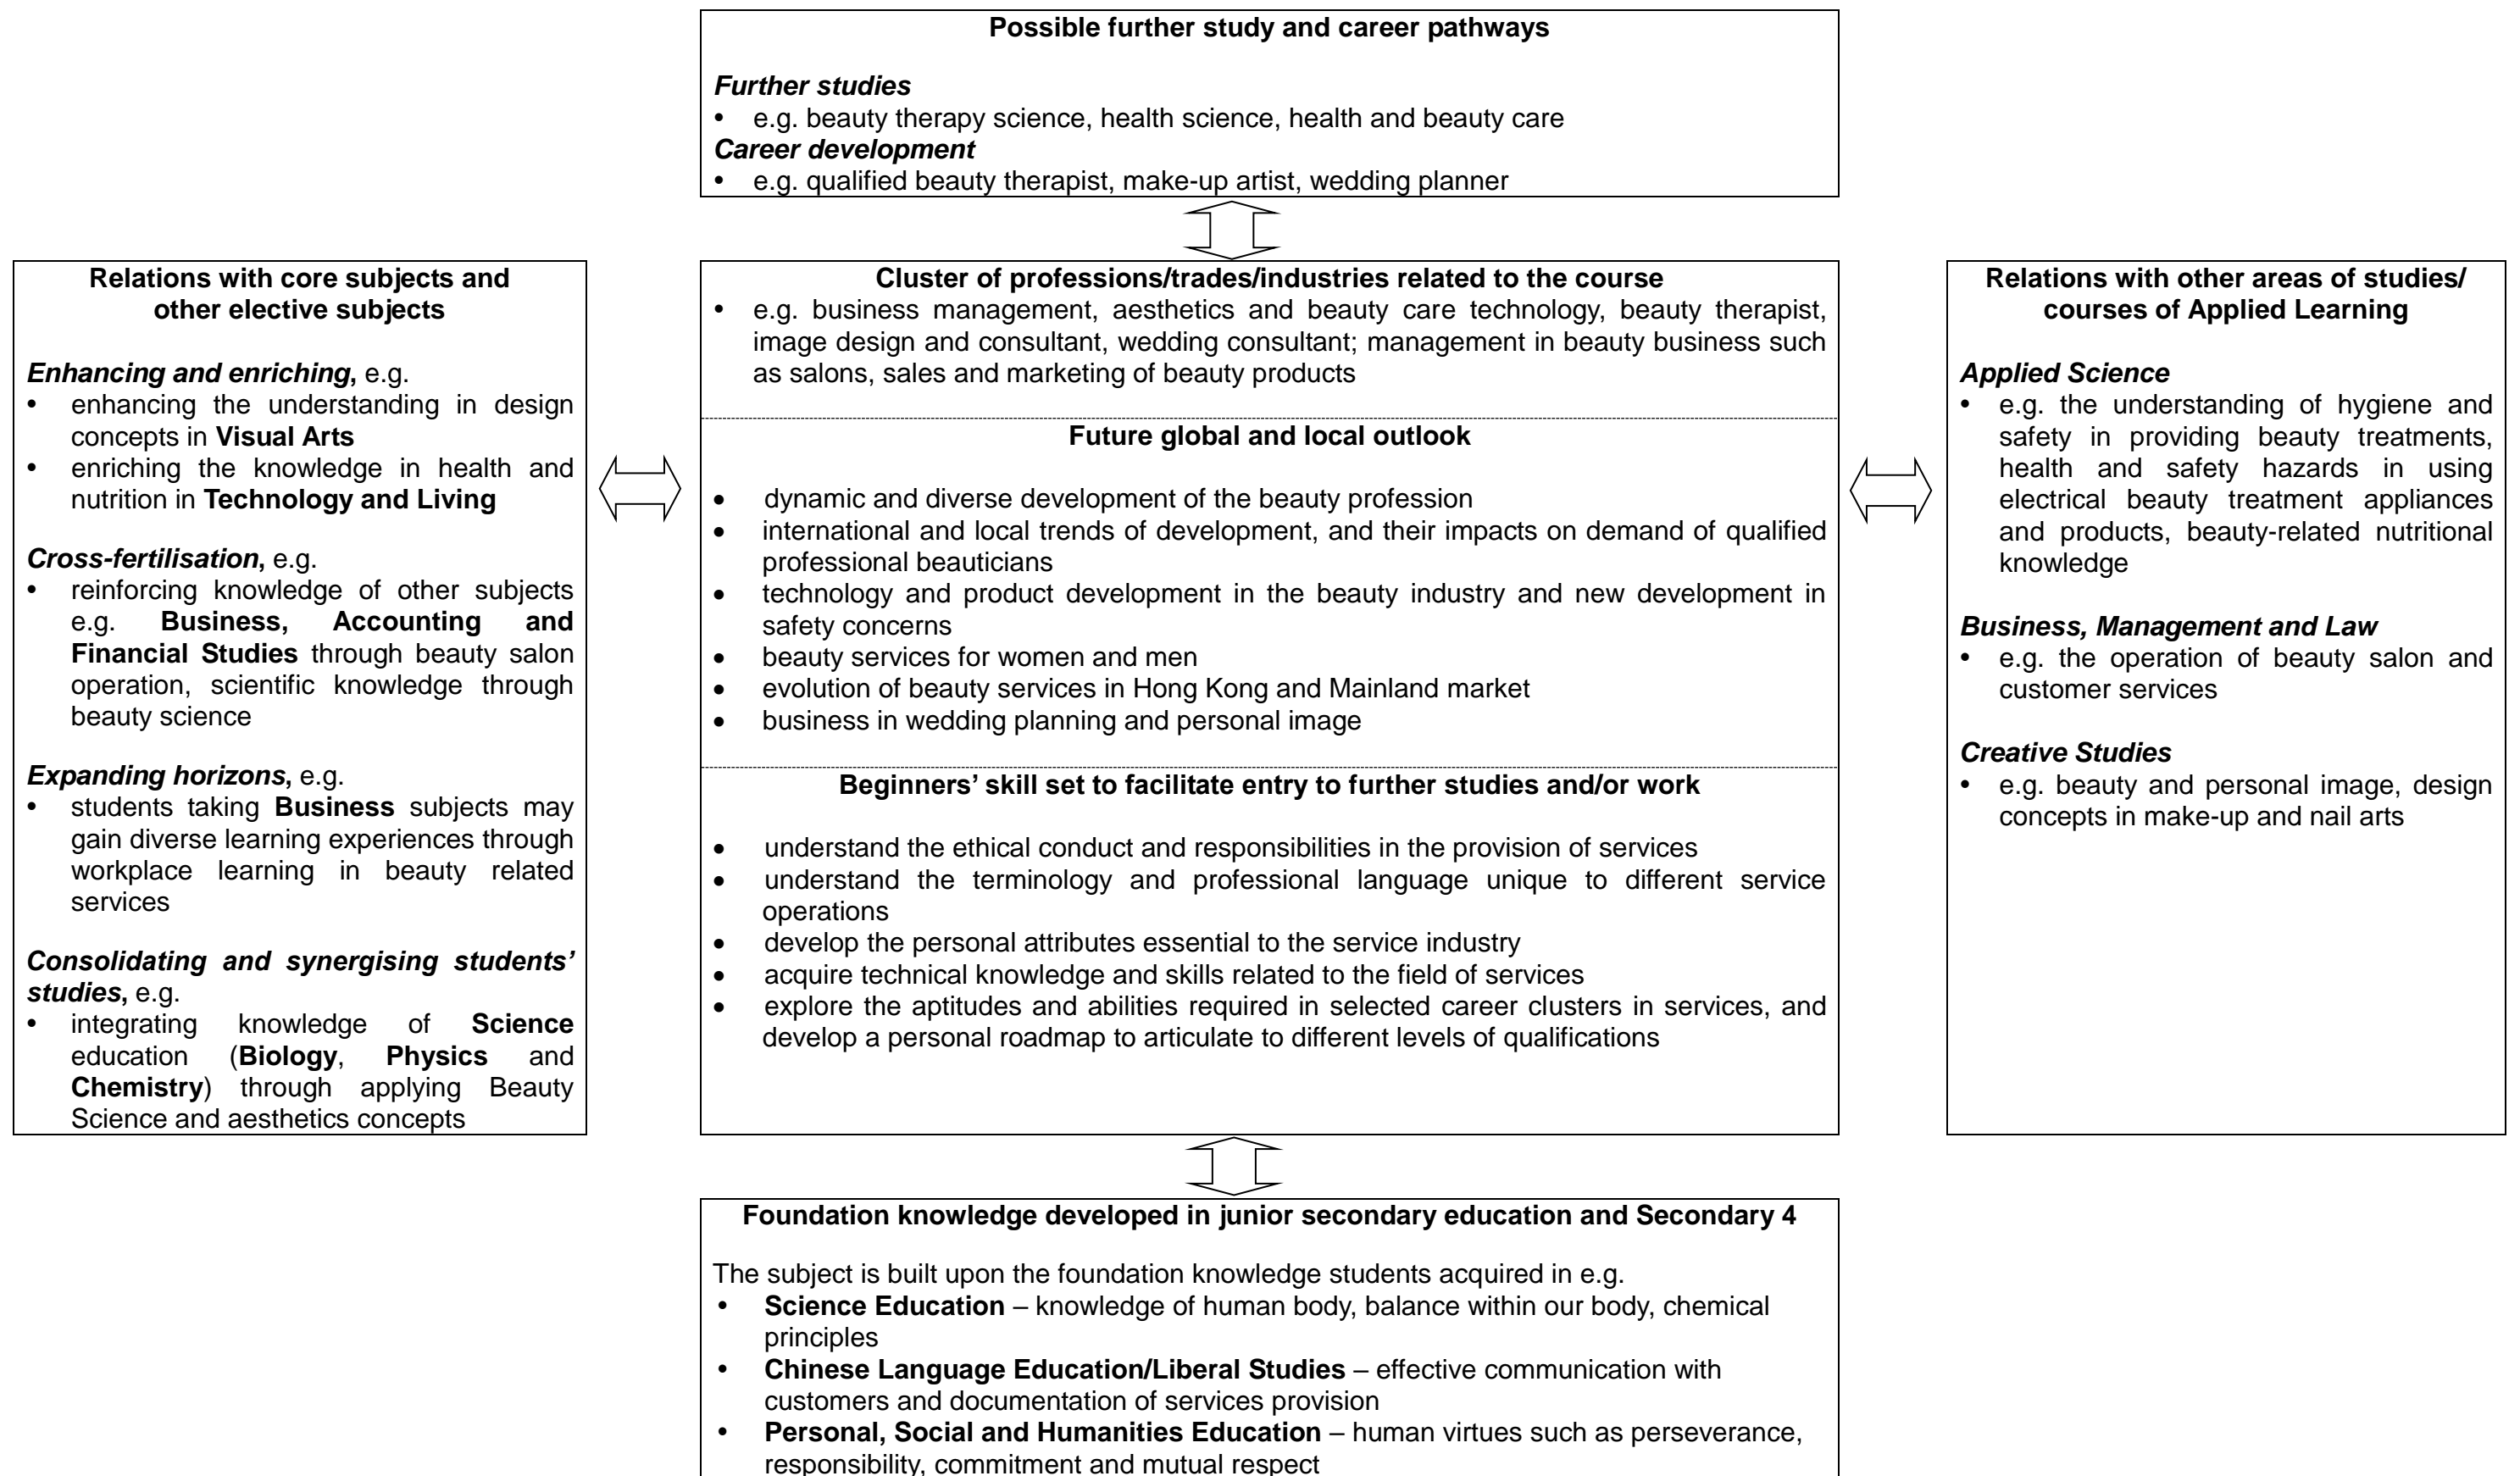 Possible further study and career pathways
Further studies
• e.g. beauty therapy science, health science, health and beauty care
Career development
• e.g. qualified beauty therapist, make-up artist, wedding planner
Relations with core subjects and
other elective subjects
Enhancing and enriching, e.g.
• enhancing the understanding in design
concepts in Visual Arts
• enriching the knowledge in health and
nutrition in Technology and Living
Cross-fertilisation, e.g.
• reinforcing knowledge of other subjects
e.g. Business, Accounting and
Financial Studies through beauty salon
operation, scientific knowledge through
beauty science
Expanding horizons, e.g.
• students taking Business subjects may
gain diverse learning experiences through
workplace learning in beauty related
services
Consolidating and synergising students’
studies, e.g.
• integrating knowledge of Science
education (Biology, Physics and
Chemistry) through applying Beauty
Science and aesthetics concepts
Cluster of professions/trades/industries related to the course
• e.g. business management, aesthetics and beauty care technology, beauty therapist,
image design and consultant, wedding consultant; management in beauty business such
as salons, sales and marketing of beauty products
Future global and local outlook
• dynamic and diverse development of the beauty profession
• international and local trends of development, and their impacts on demand of qualified
professional beauticians
• technology and product development in the beauty industry and new development in
safety concerns
• beauty services for women and men
• evolution of beauty services in Hong Kong and Mainland market
• business in wedding planning and personal image
Beginners’ skill set to facilitate entry to further studies and/or work
• understand the ethical conduct and responsibilities in the provision of services
• understand the terminology and professional language unique to different service
operations
• develop the personal attributes essential to the service industry
• acquire technical knowledge and skills related to the field of services
• explore the aptitudes and abilities required in selected career clusters in services, and
develop a personal roadmap to articulate to different levels of qualifications
Relations with other areas of studies/
courses of Applied Learning
Applied Science
• e.g. the understanding of hygiene and
safety in providing beauty treatments,
health and safety hazards in using
electrical beauty treatment appliances
and products, beauty-related nutritional
knowledge
Business, Management and Law
• e.g. the operation of beauty salon and
customer services
Creative Studies
• e.g. beauty and personal image, design
concepts in make-up and nail arts
Foundation knowledge developed in junior secondary education and Secondary 4
The subject is built upon the foundation knowledge students acquired in e.g.
• Science Education – knowledge of human body, balance within our body, chemical
principles
• Chinese Language Education/Liberal Studies – effective communication with
customers and documentation of services provision
• Personal, Social and Humanities Education – human virtues such as perseverance,
responsibility, commitment and mutual respect